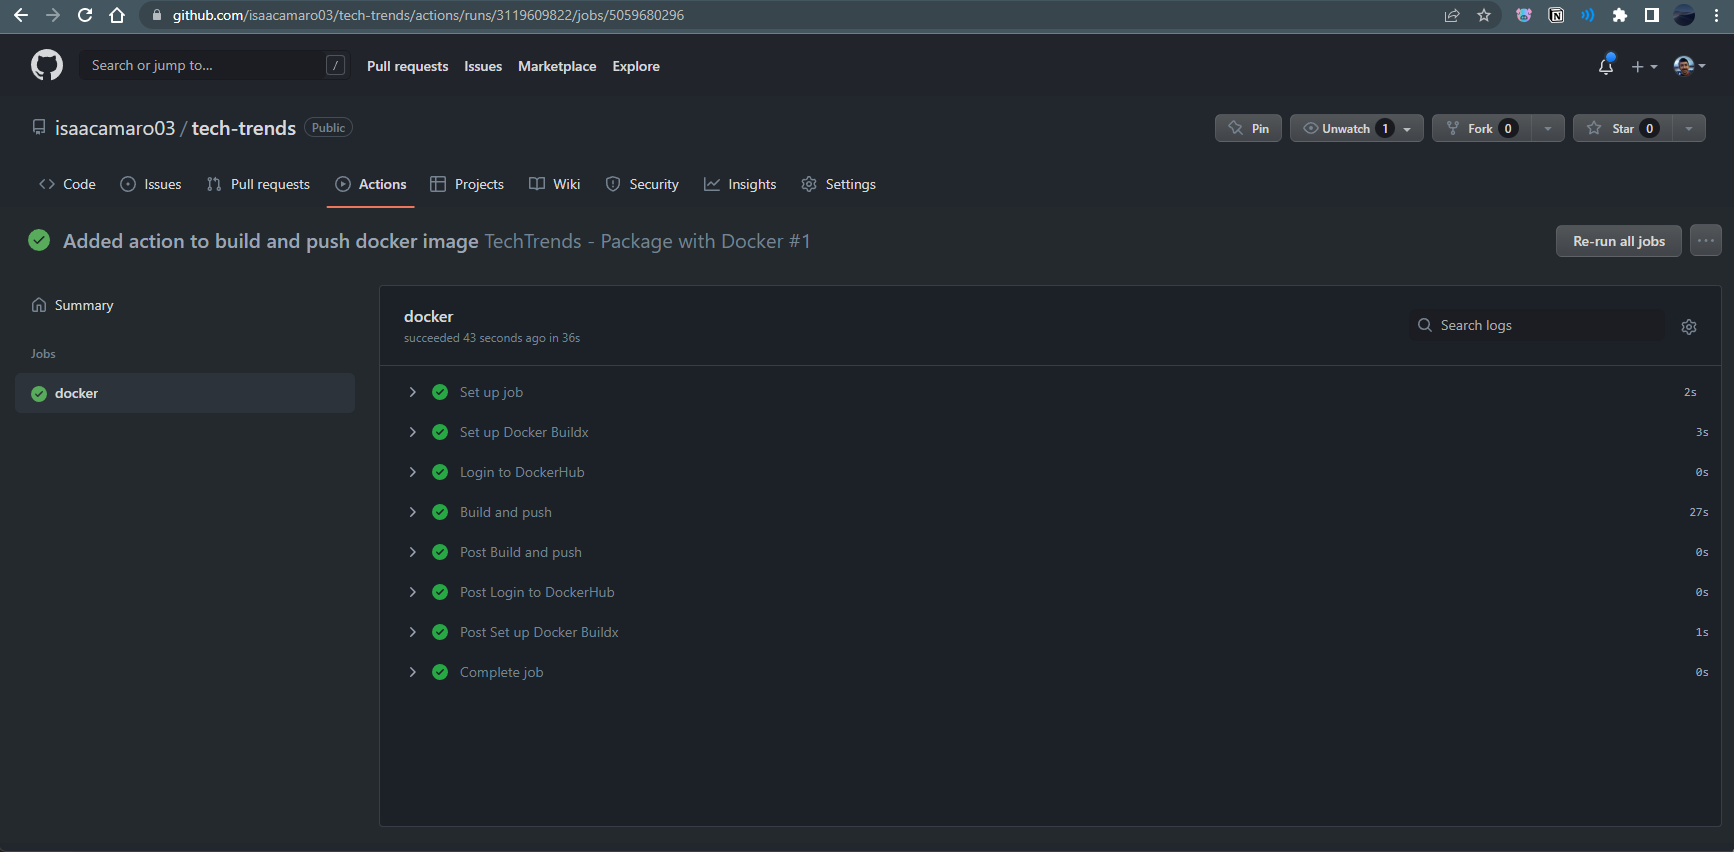 github.com/isaacamaro03/tech-trends/actions/runs/3119609822/jobs/5059680296
Search or jump to... /
Pull requests Issues Marketplace Explore
isaacamaro03 / tech-trends Public
Pin Unwatch 1 Fork 0 Star 0
Code Issues Pull requests Actions Projects Wiki Security Insights Settings
Added action to build and push docker image TechTrends - Package with Docker #1
Re-run all jobs ...
Summary
Jobs
docker
docker
succeeded 43 seconds ago in 36s
Search logs
Set up job 2s
Set up Docker Buildx 3s
Login to DockerHub 0s
Build and push 27s
Post Build and push 0s
Post Login to DockerHub 0s
Post Set up Docker Buildx 1s
Complete job 0s